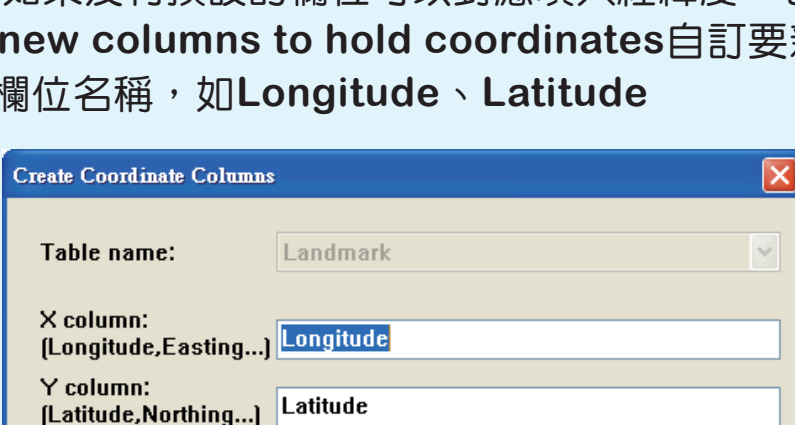 new columns to hold coordinates自訂要
欄位名稱，如Longitude、Latitude
Create Coordinate Columns
Table name:
Landmark
X column:
(Longitude,Easting...)
Longitude
Y column:
(Latitude,Northing...)
Latitude